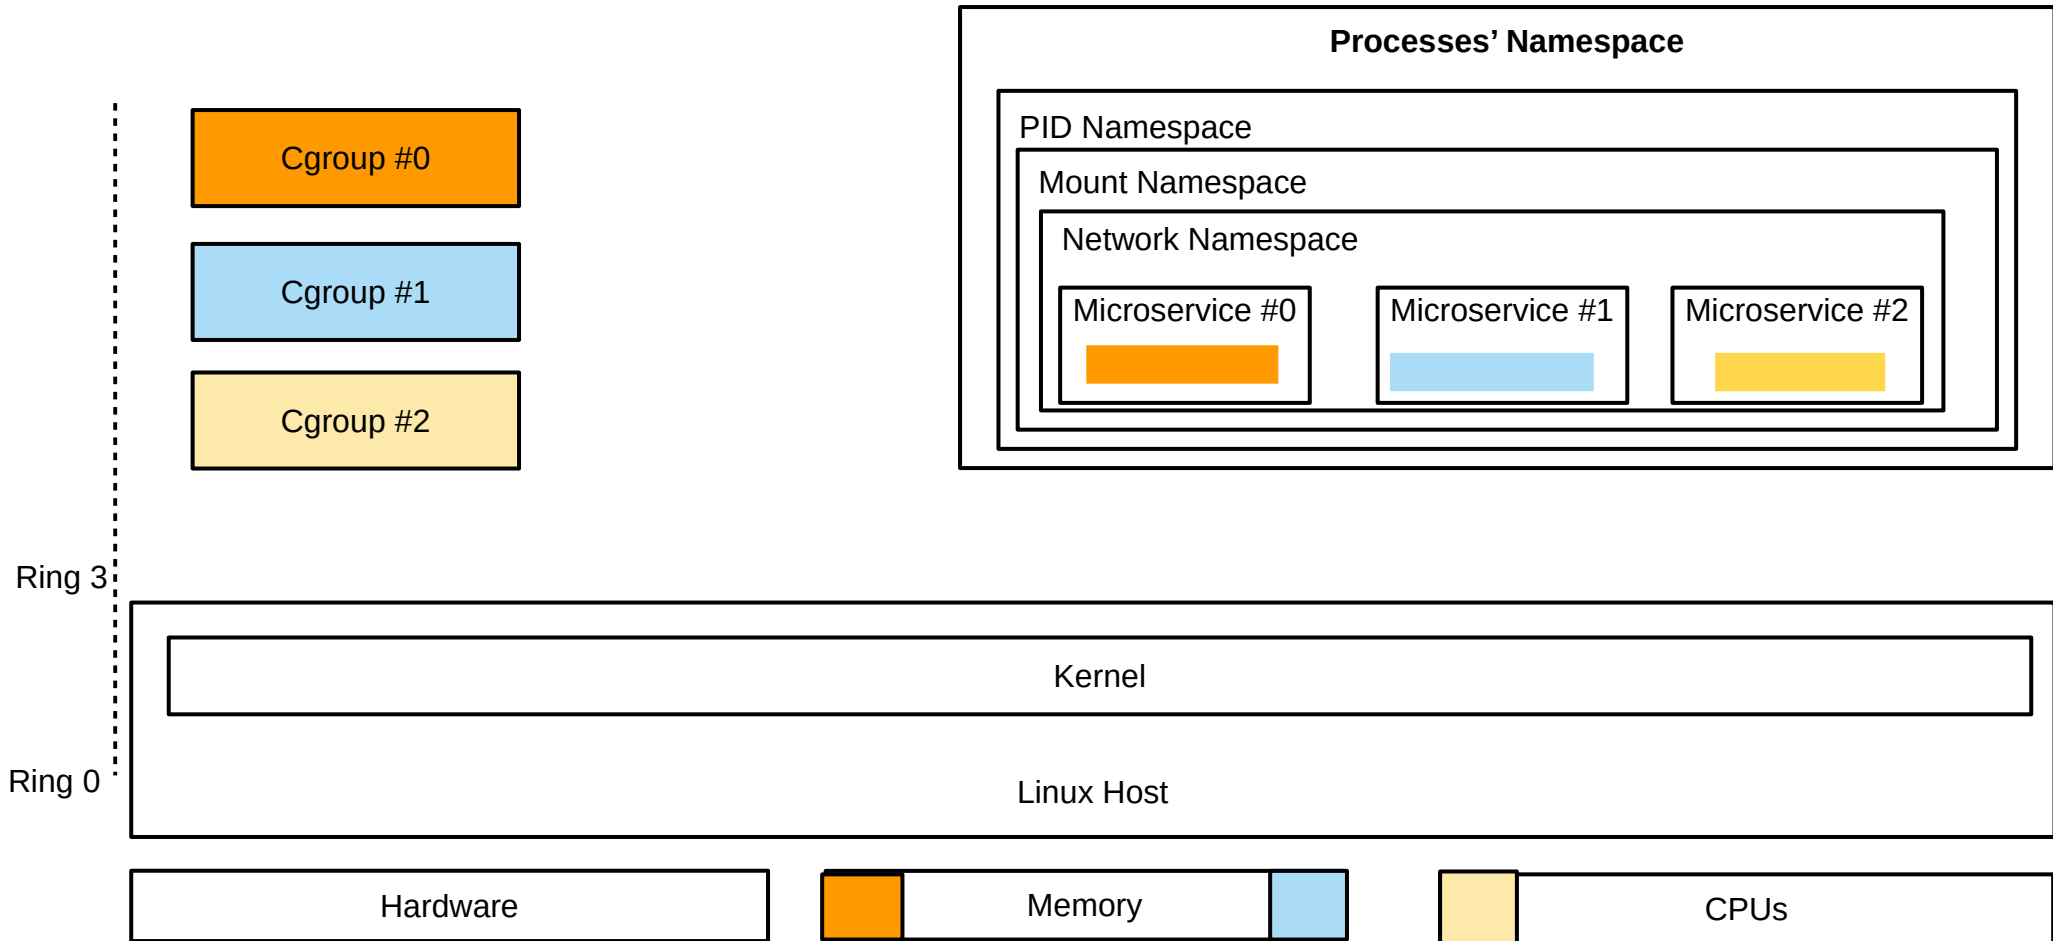 Processes’ Namespace
PID Namespace
Mount Namespace
Network Namespace
Microservice #0
Microservice #1
Microservice #2
Cgroup #0
Cgroup #1
Cgroup #2
Ring 3
Kernel
Ring 0
Linux Host
Hardware
Memory
CPUs